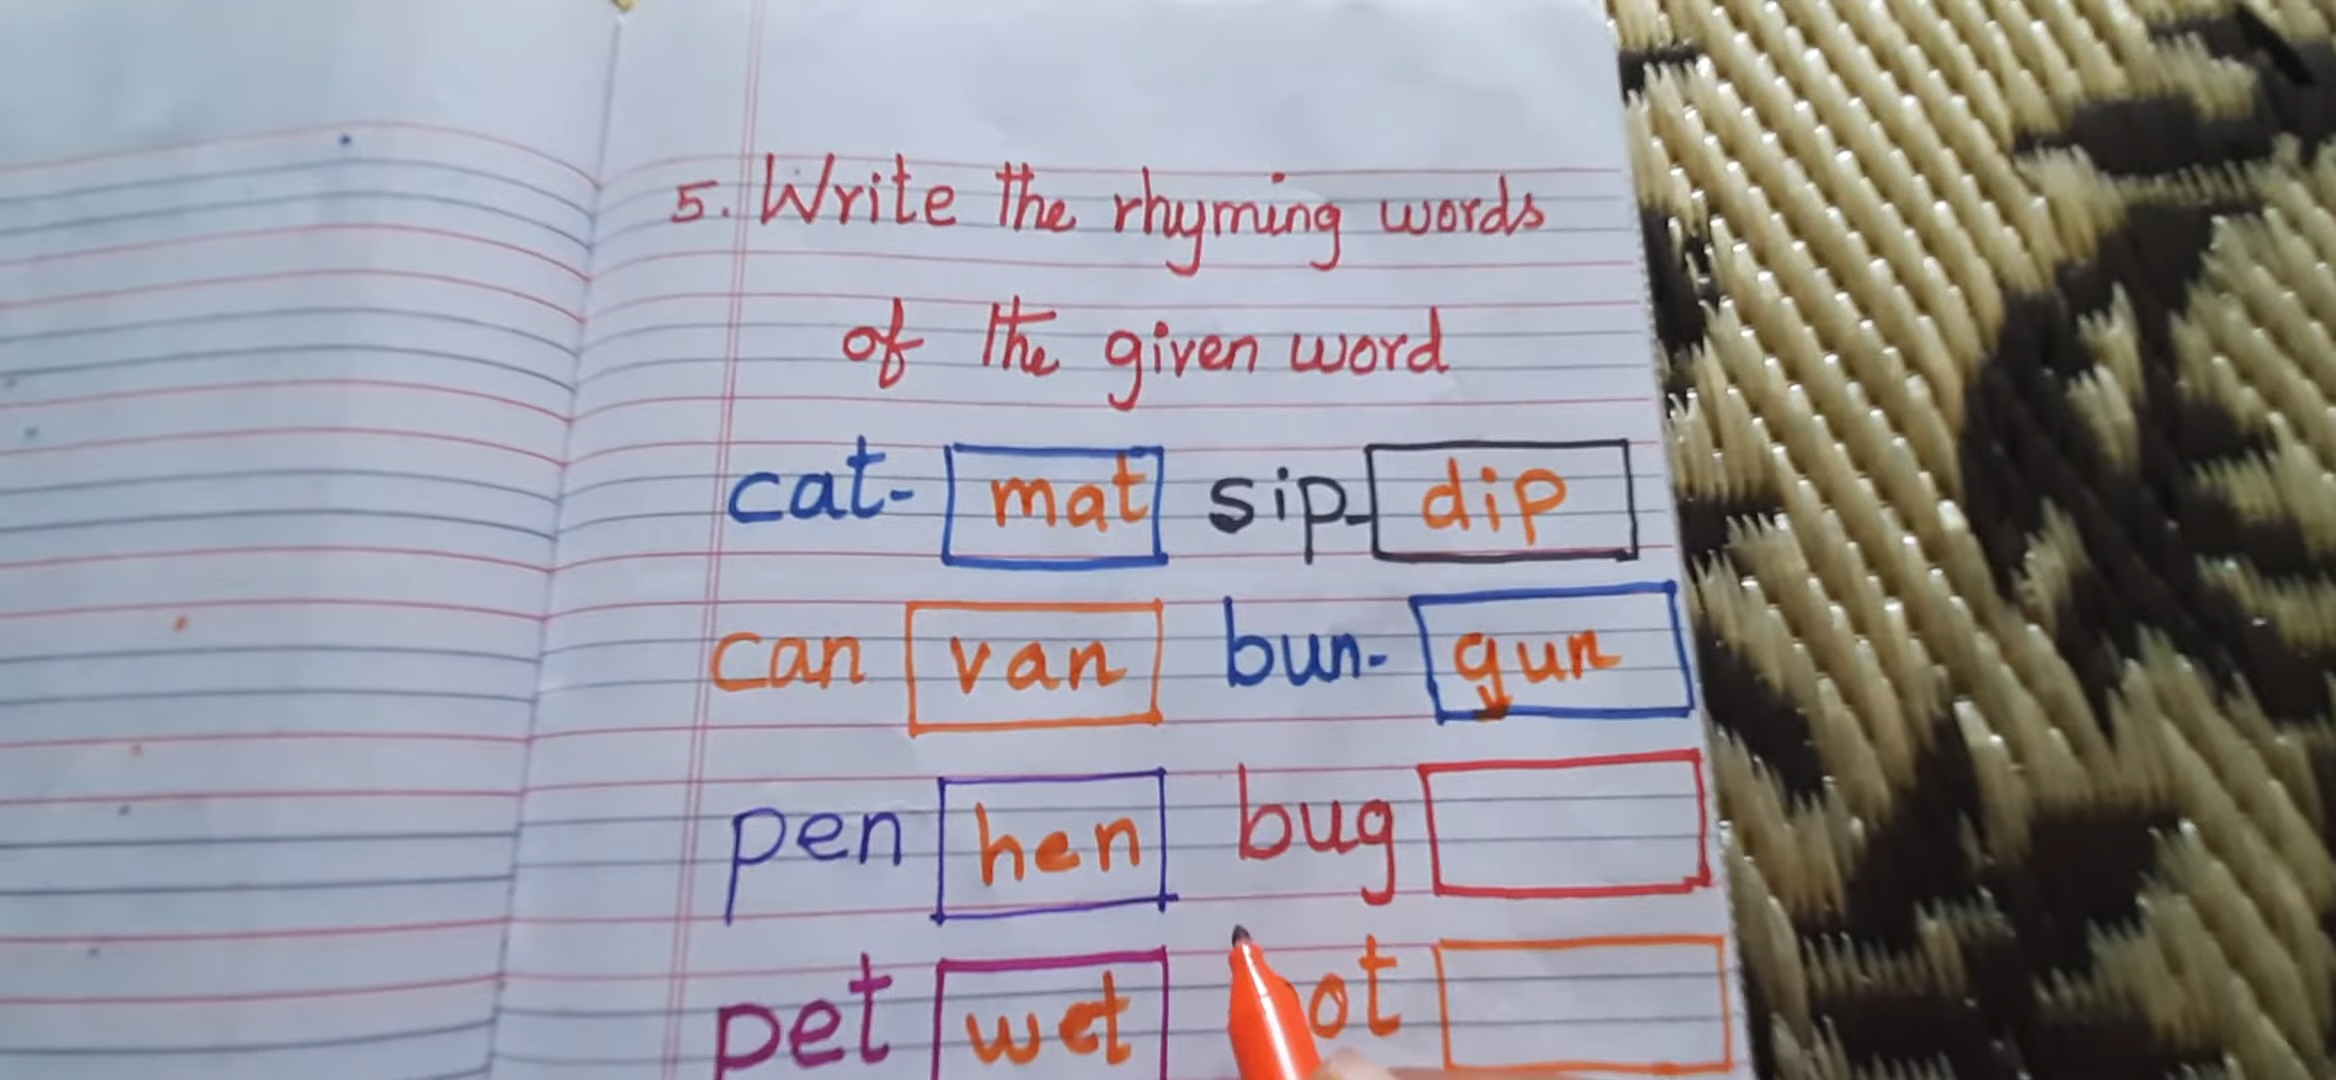 5. Write the rhyming words
of the given word
cat- mat sip- dip
can van bun- gun
pen hen bug
pet wet